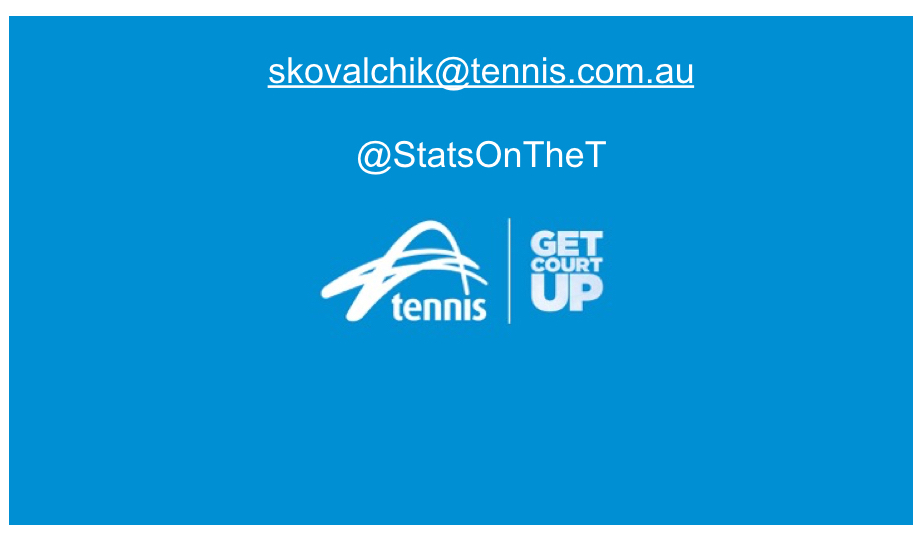 skovalchik@tennis.com.au
@StatsOnTheT
tennis
GET
COURT
UP